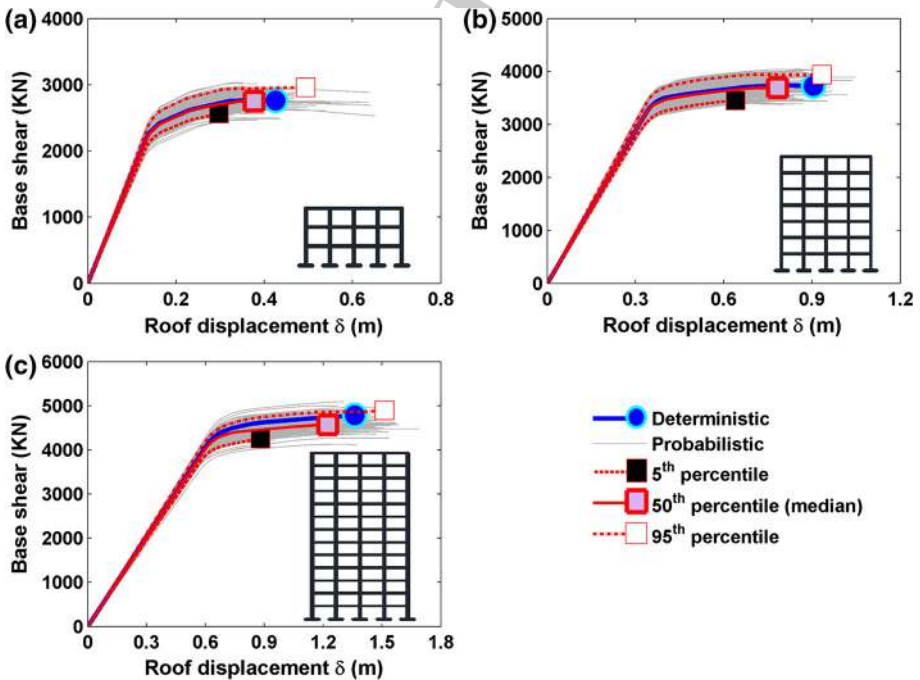 (a)
4000
3000
2000
1000
0
Base shear (KN)
0 0.2 0.4 0.6 0.8
Roof displacement δ (m)
(b)
5000
4000
3000
2000
1000
0
Base shear (KN)
0 0.3 0.6 0.9 1.2
Roof displacement δ (m)
(c)
6000
5000
4000
3000
2000
1000
0
Base shear (KN)
0 0.3 0.6 0.9 1.2 1.5 1.8
Roof displacement δ (m)
Deterministic
Probabilistic
5th percentile
50th percentile (median)
95th percentile